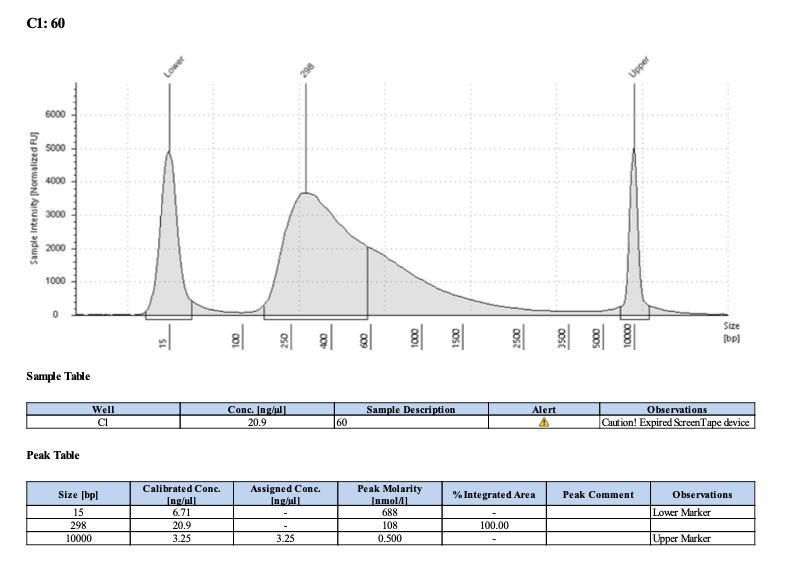 C1: 60
Lower
298
Upper
Sample Intensity [Normalized FU]
6000
5000
4000
3000
2000
1000
0
15
100
250
400
600
1000
1500
2500
3500
5000
10000
Size
[bp]
Sample Table
Well Conc. [ng/µl] Sample Description Alert Observations
C1 20.9 60 Caution! Expired ScreenTape device
Peak Table
Size [bp] Calibrated Conc. [ng/µl] Assigned Conc. [ng/µl] Peak Molarity [nmol/l] % Integrated Area Peak Comment Observations
15 6.71 - 688 - Lower Marker
298 20.9 - 108 100.00
10000 3.25 3.25 0.500 - Upper Marker